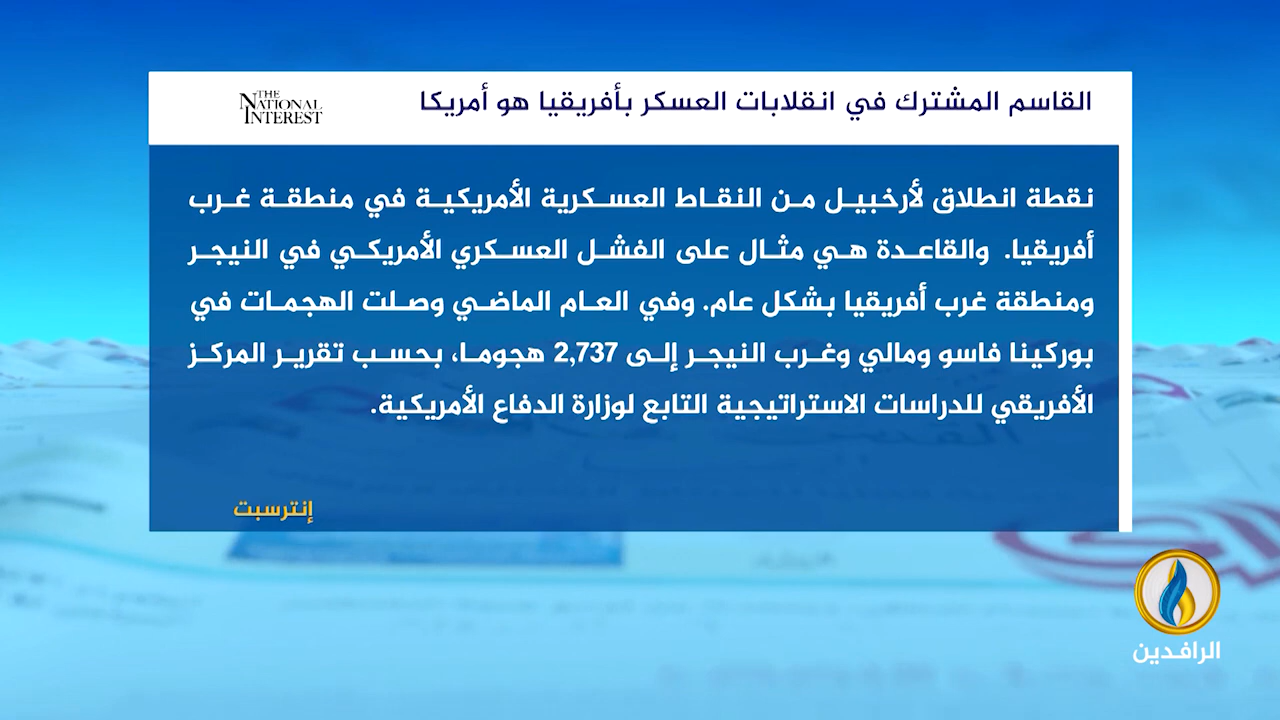 القاسم المشترك في انقلابات العسكر بأفريقيا هو أمريكا
THE
NATIONAL
INTEREST
نقطة انطلاق لأرخبيل من النقاط العسكرية الأمريكية في منطقة غرب
أفريقيا. والقاعدة هي مثال على الفشل العسكري الأمريكي في النيجر
ومنطقة غرب أفريقيا بشكل عام. وفي العام الماضي وصلت الهجمات في
بوركينا فاسو ومالي وغرب النيجر إلى 2,737 هجوما، بحسب تقرير المركز
الأفريقي للدراسات الاستراتيجية التابع لوزارة الدفاع الأمريكية.
إنترسبت
الرافدين